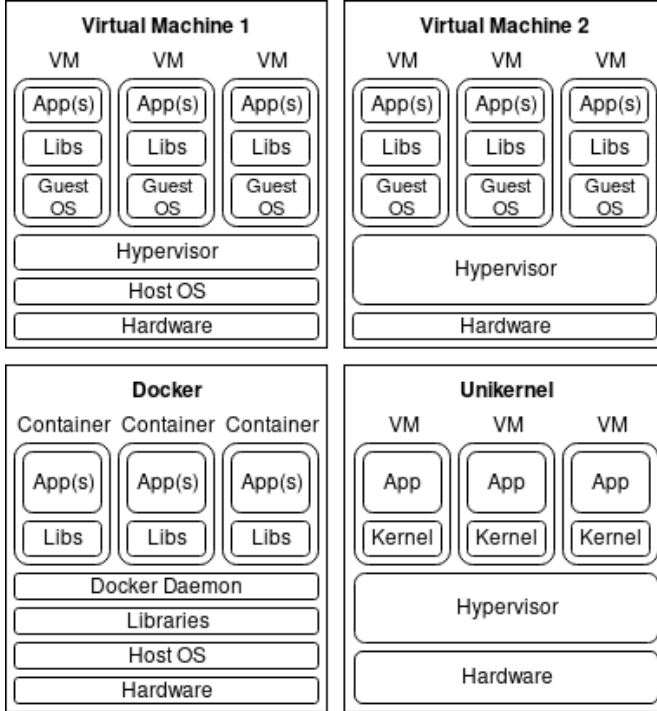 Virtual Machine 1
VM VM VM
App(s) App(s) App(s)
Libs Libs Libs
Guest Guest Guest
OS OS OS
Hypervisor
Host OS
Hardware
Virtual Machine 2
VM VM VM
App(s) App(s) App(s)
Libs Libs Libs
Guest Guest Guest
OS OS OS
Hypervisor
Hardware
Docker
Container Container Container
App(s) App(s) App(s)
Libs Libs Libs
Docker Daemon
Libraries
Host OS
Hardware
Unikernel
VM VM VM
App App App
Kernel Kernel Kernel
Hypervisor
Hardware